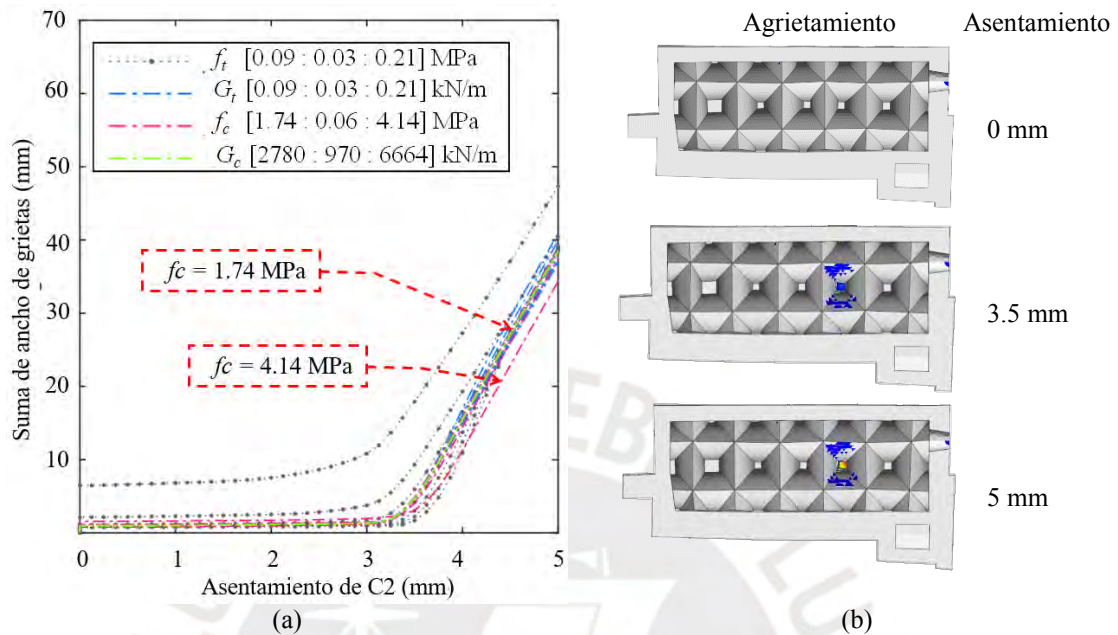 70
60
50
40
30
20
10
Suma de ancho de grietas (mm)
f_t [0.09 : 0.03 : 0.21] MPa
G_t [0.09 : 0.03 : 0.21] kN/m
f_c [1.74 : 0.06 : 4.14] MPa
G_c [2780 : 970 : 6664] kN/m
fc = 1.74 MPa
fc = 4.14 MPa
0 1 2 3 4 5
Asentamiento de C2 (mm)
(a)
Agrietamiento Asentamiento
0 mm
3.5 mm
5 mm
(b)